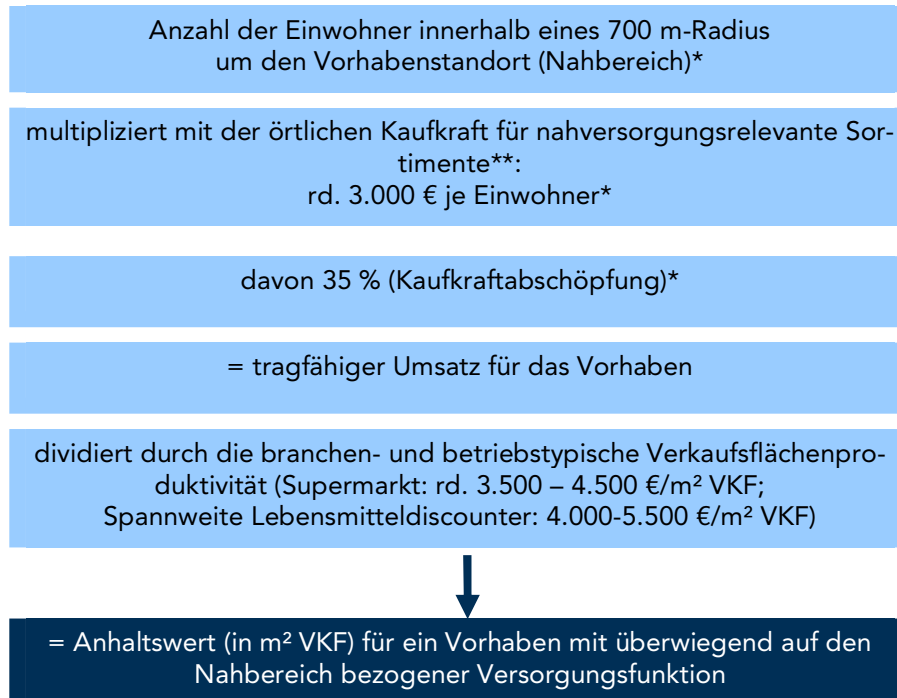 Anzahl der Einwohner innerhalb eines 700 m-Radius
um den Vorhabenstandort (Nahbereich)*
multipliziert mit der örtlichen Kaufkraft für nahversorgungsrelevante Sor-
timente**:
rd. 3.000 € je Einwohner*
davon 35 % (Kaufkraftabschöpfung)*
= tragfähiger Umsatz für das Vorhaben
dividiert durch die branchen- und betriebstypische Verkaufsflächenpro-
duktivität (Supermarkt: rd. 3.500 – 4.500 €/m² VKF;
Spannweite Lebensmitteldiscounter: 4.000-5.500 €/m² VKF)
= Anhaltswert (in m² VKF) für ein Vorhaben mit überwiegend auf den
Nahbereich bezogener Versorgungsfunktion